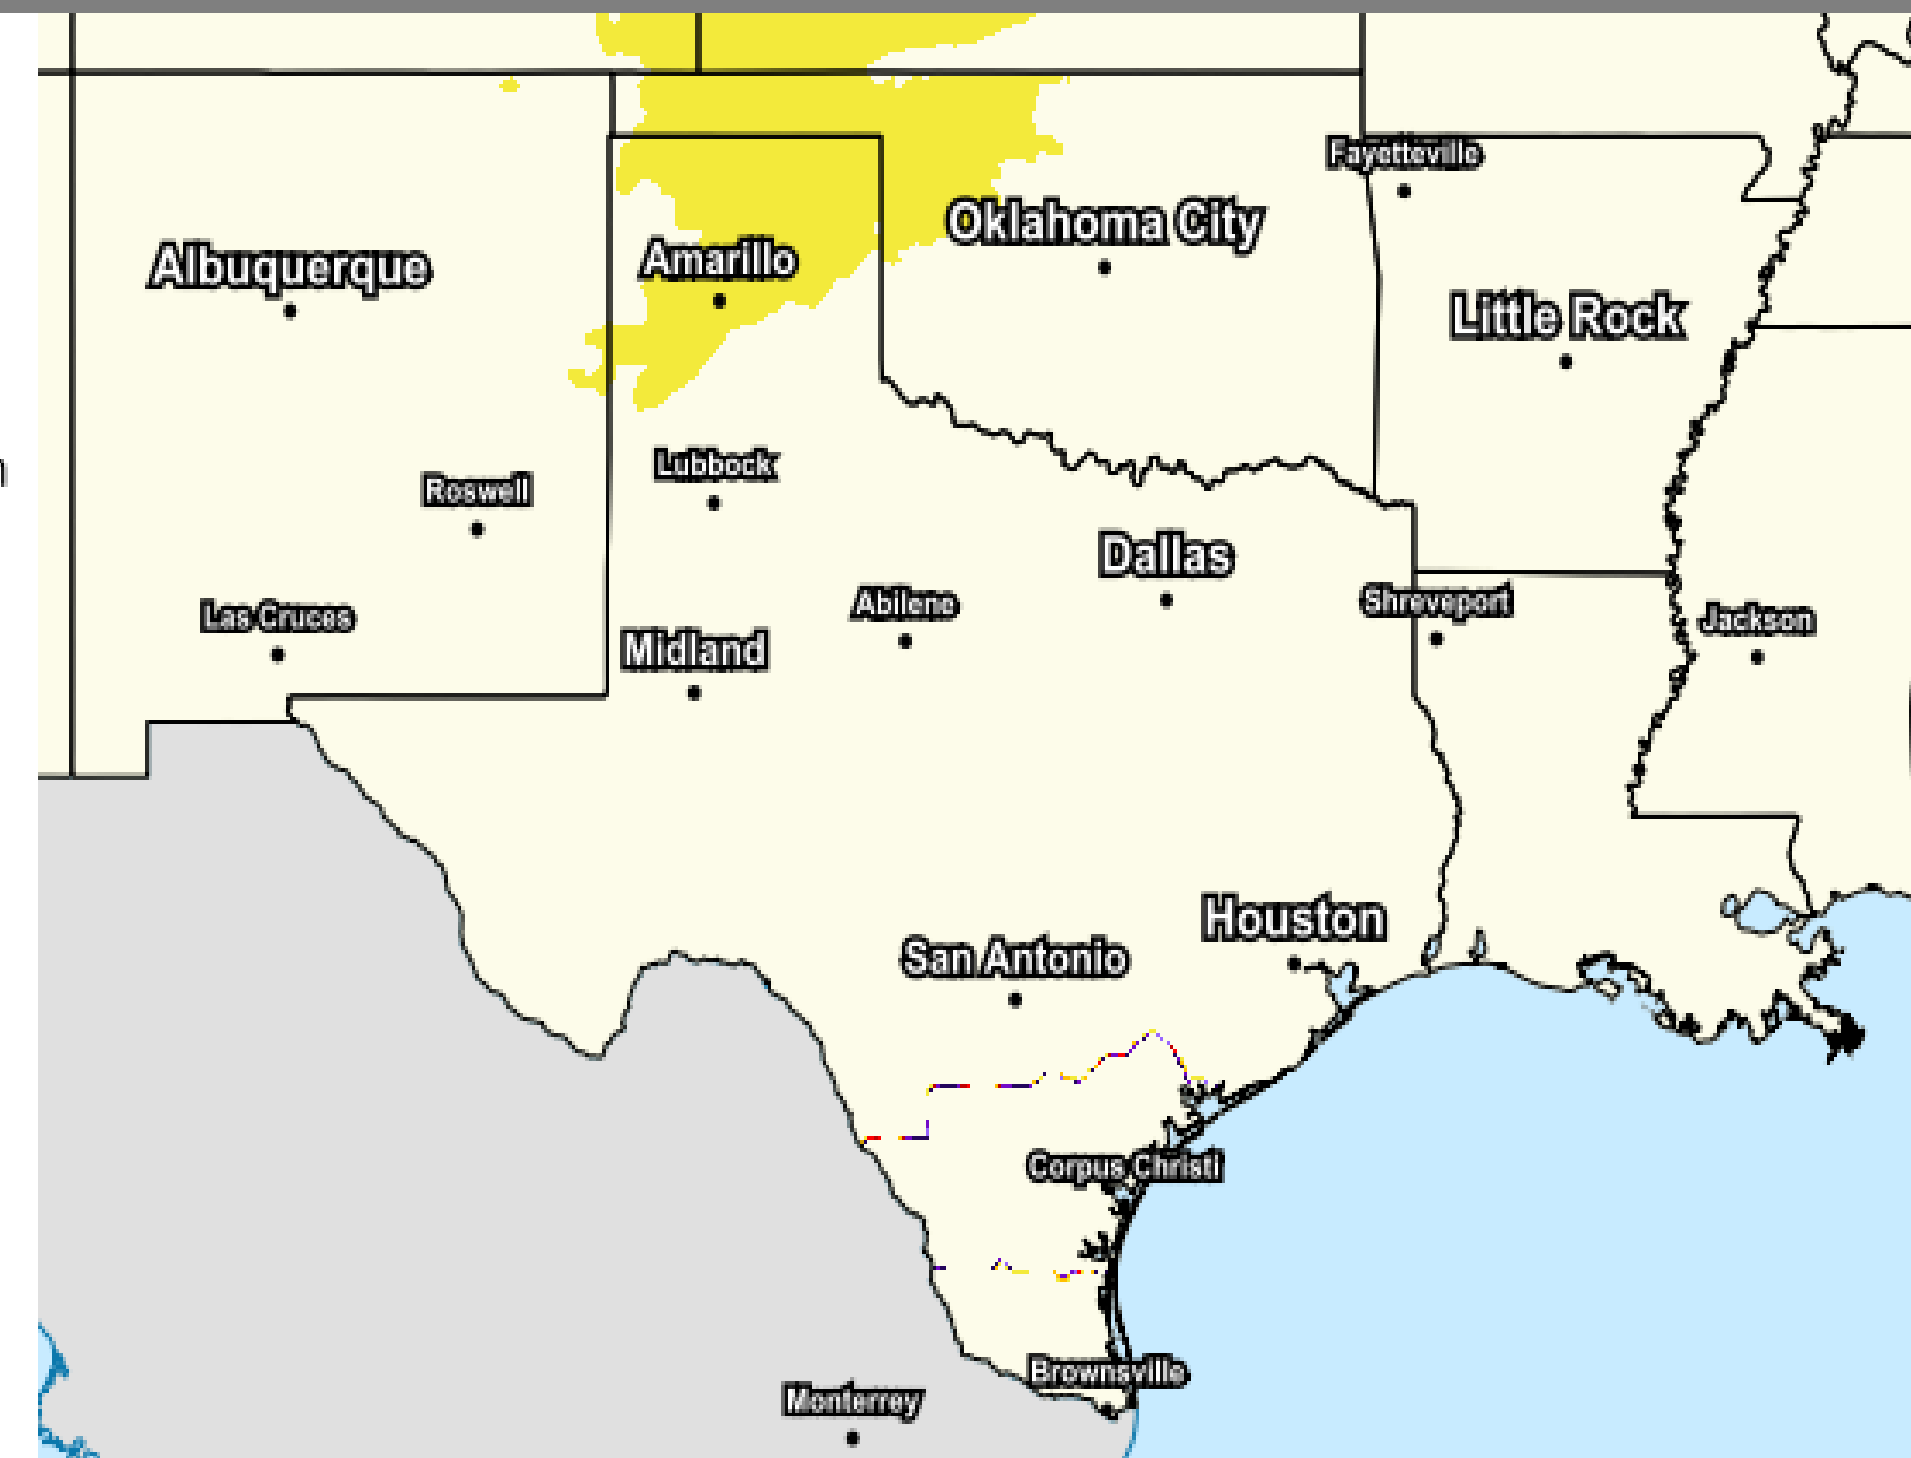 Fayetteville
Oklahoma City
Albuquerque
Amarillo
Little Rock
Lubbock
Roswell
Dallas
Abilene
Shreveport
Las Cruces
Jackson
Midland
Houston
San Antonio
Corpus Christi
Brownsville
Monterrey